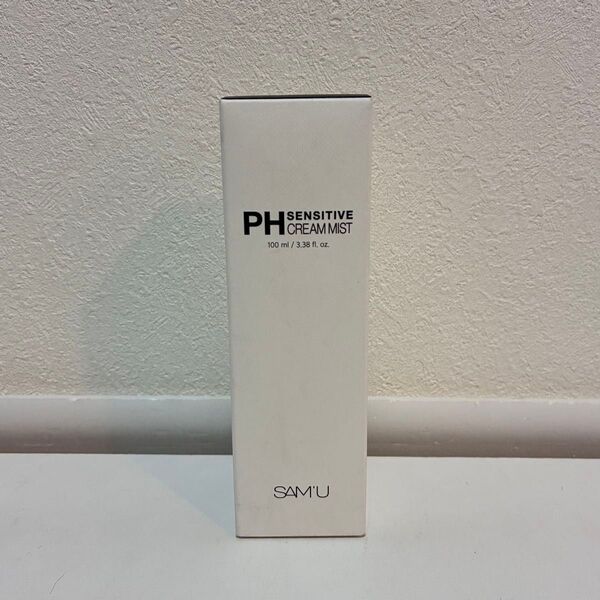 PH SENSITIVE
CREAM MIST
100 ml / 3.38 fl. oz.
SAM'U